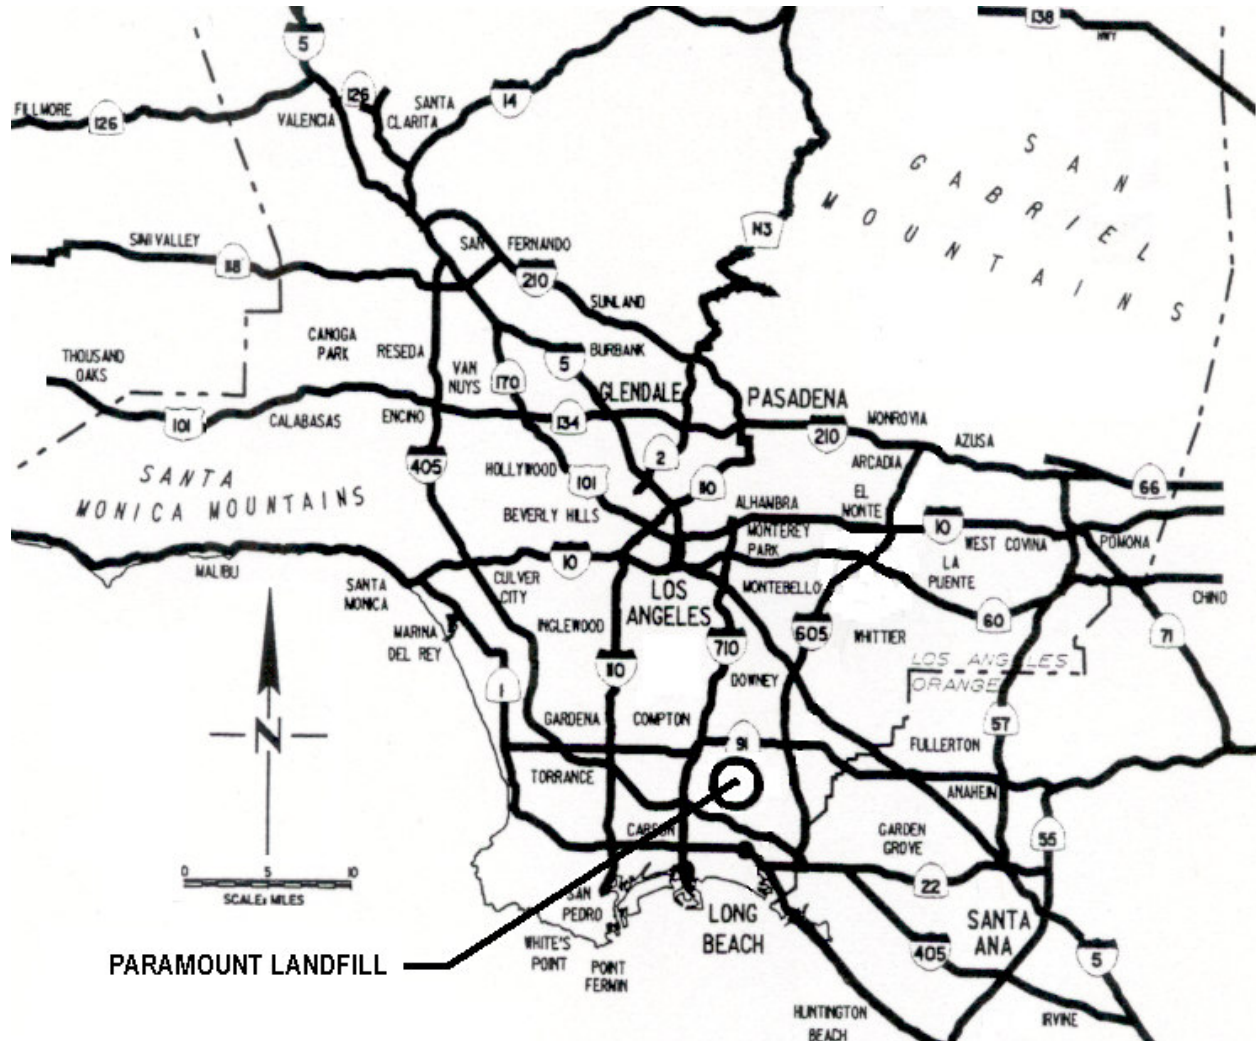 138
HWY
5
126
SANTA
CLARITA
14
FILLMORE
126
VALENCIA
SAN
GABRIEL
MOUNTAINS
N3
SIMI VALLEY
118
SAN FERNANDO
210
SUNLAND
CANOGA
PARK
RESEDA
VAN
NUYS
5
BURBANK
THOUSAND
OAKS
170
GLENDALE
PASADENA
101
CALABASAS
ENCINO
134
210
MONROVIA
AZUSA
ARCADIA
SANTA
MONICA MOUNTAINS
405
HOLLYWOOD
101
2
110
66
BEVERLY HILLS
ALHAMBRA
EL
MONTE
MONTEREY
PARK
10
WEST COVINA
POMONA
MALIBU
SANTA
MONICA
CULVER
CITY
10
LOS
ANGELES
MONTEBELLO
LA
PUENTE
CHINO
MARINA
DEL REY
INGLEWOOD
710
605
WHITTIER
60
71
110
LOS ANGELES
ORANGE
DOWNEY
1
GARDENA
COMPTON
91
FULLERTON
57
N
TORRANCE
ANAHEIM
CARSON
GARDEN
GROVE
55
0 5 10
SCALE: MILES
22
SAN
PEDRO
LONG
BEACH
SANTA
ANA
WHITE'S
POINT
405
5
PARAMOUNT LANDFILL
POINT
FERMIN
HUNTINGTON
BEACH
IRVINE